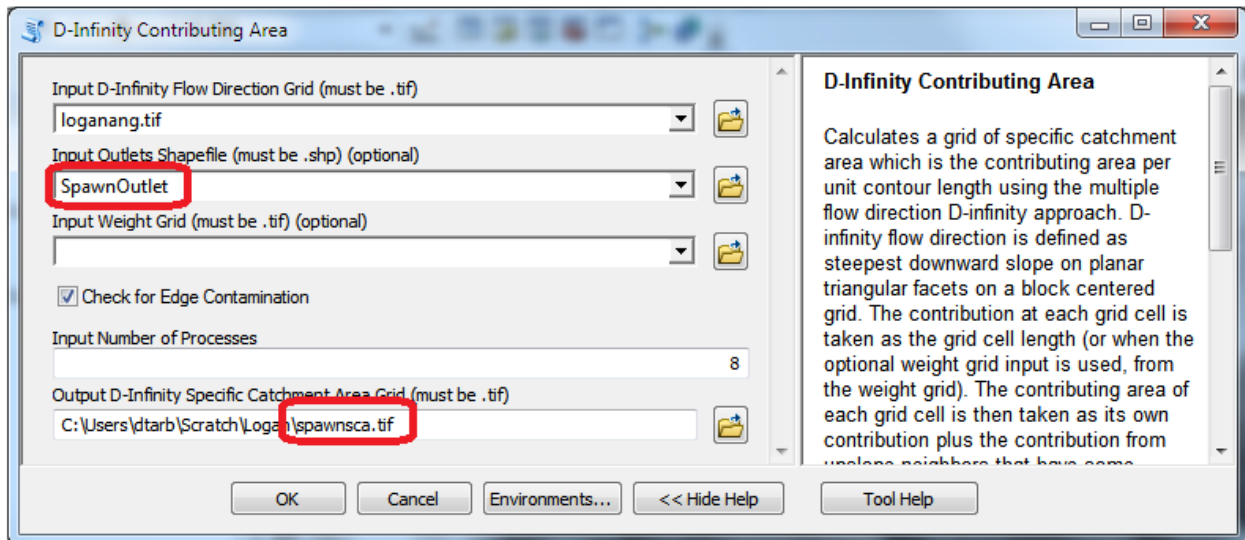 D-Infinity Contributing Area
Input D-Infinity Flow Direction Grid (must be .tif)
loganang.tif
Input Outlets Shapefile (must be .shp) (optional)
SpawnOutlet
Input Weight Grid (must be .tif) (optional)
Check for Edge Contamination
Input Number of Processes
8
Output D-Infinity Specific Catchment Area Grid (must be .tif)
C:\Users\dtarb\Scratch\Logan\spawnsca.tif
OK
Cancel
Environments...
<< Hide Help
Tool Help
D-Infinity Contributing Area
Calculates a grid of specific catchment
area which is the contributing area per
unit contour length using the multiple
flow direction D-infinity approach. D-
infinity flow direction is defined as
steepest downward slope on planar
triangular facets on a block centered
grid. The contribution at each grid cell is
taken as the grid cell length (or when the
optional weight grid input is used, from
the weight grid). The contributing area of
each grid cell is then taken as its own
contribution plus the contribution from
upslope neighbors that have some